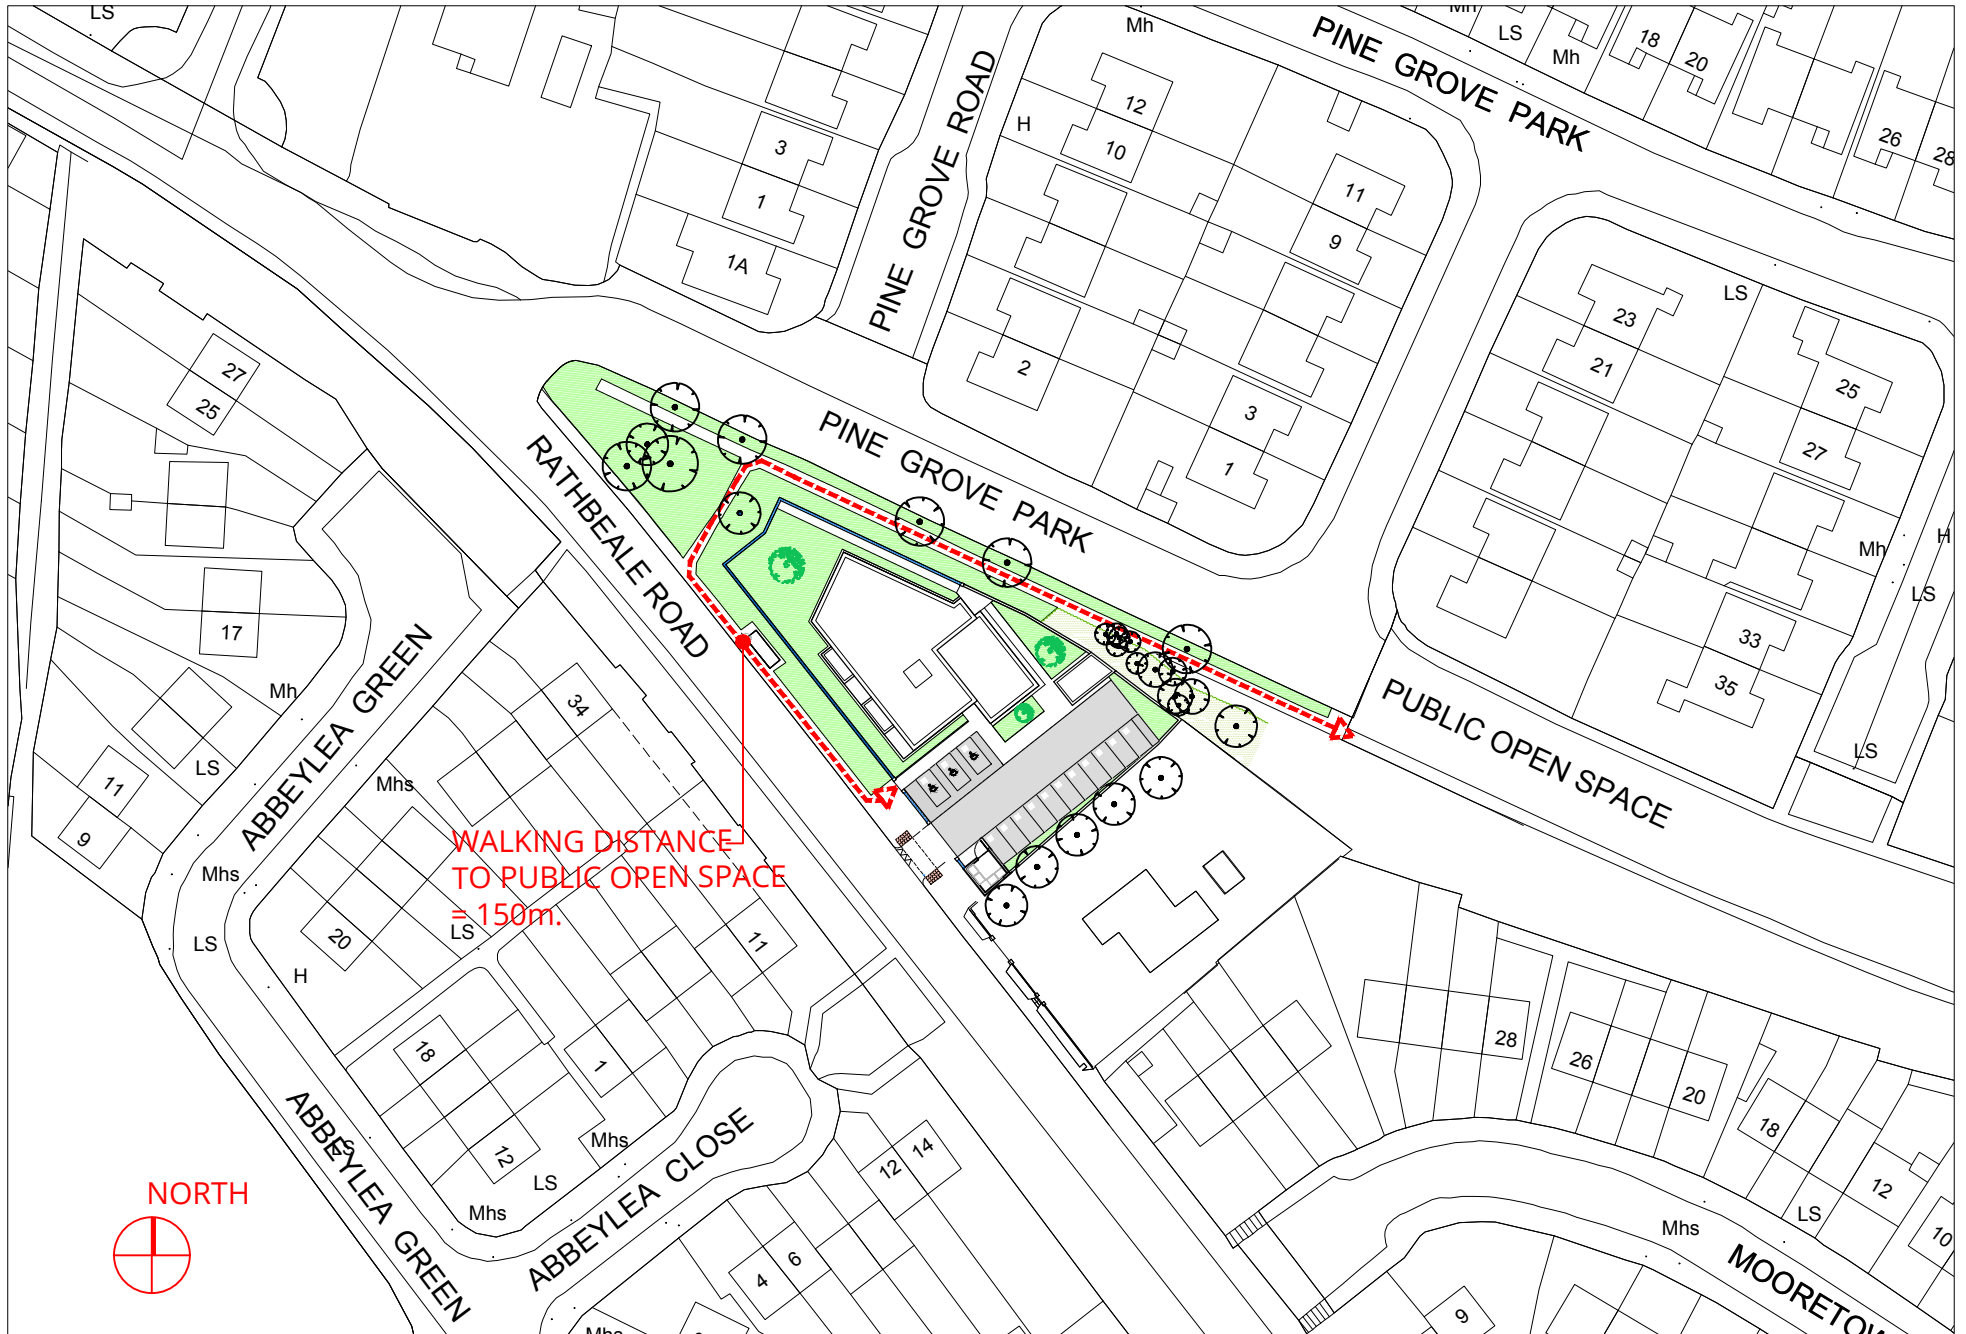 LS
Mh
PINE GROVE PARK
LS
Mh
18
20
26
28
3
1
1A
PINE GROVE ROAD
H
12
10
11
9
2
3
1
LS
23
21
25
27
Mh
H
LS
33
35
LS
27
25
17
Mh
LS
11
9
ABBEYLEA GREEN
RATHBEALE ROAD
PINE GROVE PARK
PUBLIC OPEN SPACE
34
Mhs
WALKING DISTANCE
TO PUBLIC OPEN SPACE
= 150m.
Mhs
LS
20
LS
H
11
18
1
12
Mhs
LS
Mhs
ABBEYLEA GREEN
LS
ABBEYLEA CLOSE
12
14
4
6
NORTH
28
26
20
18
12
10
LS
Mhs
9